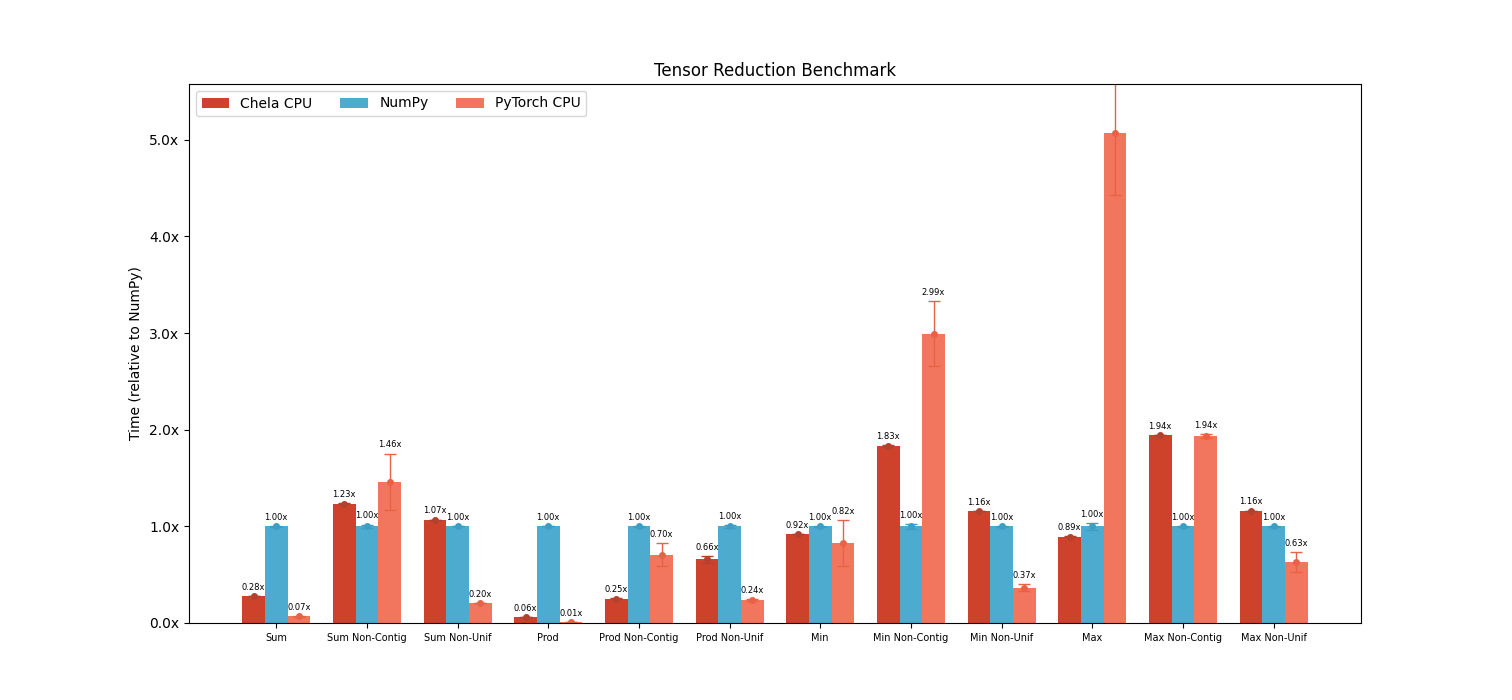 Tensor Reduction Benchmark
Chela CPU NumPy PyTorch CPU
Time (relative to NumPy)
5.0x
4.0x
3.0x
2.0x
1.0x
0.0x
0.28x 1.00x 0.07x
1.23x 1.00x 1.46x
1.07x 1.00x 0.20x
0.06x 1.00x 0.01x
0.25x 1.00x 0.70x
0.66x 1.00x 0.24x
0.92x 1.00x 0.82x
1.83x 1.00x 2.99x
1.16x 1.00x 0.37x
0.89x 1.00x
1.94x 1.00x 1.94x
1.16x 1.00x 0.63x
Sum Sum Non-Contig Sum Non-Unif Prod Prod Non-Contig Prod Non-Unif Min Min Non-Contig Min Non-Unif Max Max Non-Contig Max Non-Unif